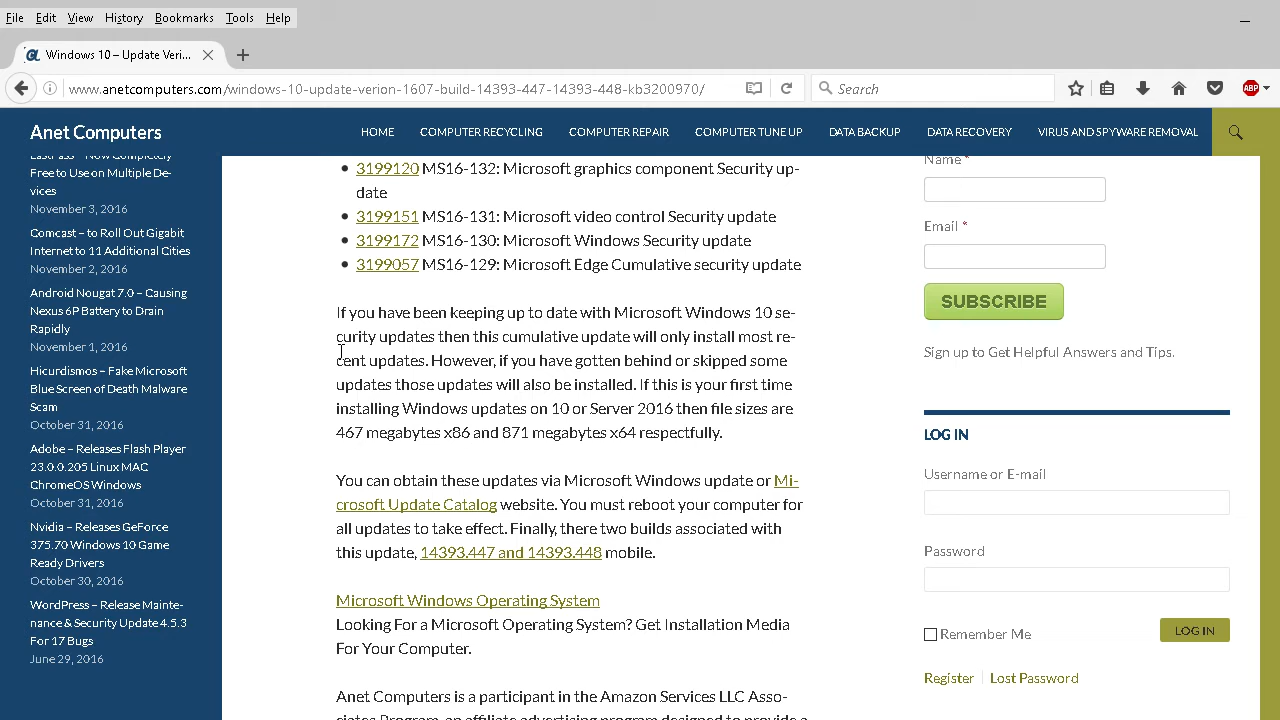 File Edit View History Bookmarks Tools Help
Windows 10 – Update Veri...
www.anetcomputers.com/windows-10-update-verion-1607-build-14393-447-14393-448-kb3200970/
Search
ABP
Anet Computers
HOME COMPUTER RECYCLING COMPUTER REPAIR COMPUTER TUNE UP DATA BACKUP DATA RECOVERY VIRUS AND SPYWARE REMOVAL
LastPass – Now Completely
Free to Use on Multiple De-
vices
November 3, 2016
Comcast – to Roll Out Gigabit
Internet to 11 Additional Cities
November 2, 2016
Android Nougat 7.0 – Causing
Nexus 6P Battery to Drain
Rapidly
November 1, 2016
Hicurdismos – Fake Microsoft
Blue Screen of Death Malware
Scam
October 31, 2016
Adobe – Releases Flash Player
23.0.0.205 Linux MAC
ChromeOS Windows
October 31, 2016
Nvidia – Releases GeForce
375.70 Windows 10 Game
Ready Drivers
October 30, 2016
WordPress – Release Mainte-
nance & Security Update 4.5.3
For 17 Bugs
June 29, 2016
3199120 MS16-132: Microsoft graphics component Security up-
date
3199151 MS16-131: Microsoft video control Security update
3199172 MS16-130: Microsoft Windows Security update
3199057 MS16-129: Microsoft Edge Cumulative security update
If you have been keeping up to date with Microsoft Windows 10 se-
curity updates then this cumulative update will only install most re-
cent updates. However, if you have gotten behind or skipped some
updates those updates will also be installed. If this is your first time
installing Windows updates on 10 or Server 2016 then file sizes are
467 megabytes x86 and 871 megabytes x64 respectfully.
You can obtain these updates via Microsoft Windows update or Mi-
crosoft Update Catalog website. You must reboot your computer for
all updates to take effect. Finally, there two builds associated with
this update, 14393.447 and 14393.448 mobile.
Microsoft Windows Operating System
Looking For a Microsoft Operating System? Get Installation Media
For Your Computer.
Anet Computers is a participant in the Amazon Services LLC Asso-
ciates Program, an affiliate advertising program designed to provide a
Name *
Email *
SUBSCRIBE
Sign up to Get Helpful Answers and Tips.
LOG IN
Username or E-mail
Password
Remember Me
LOG IN
Register
Lost Password